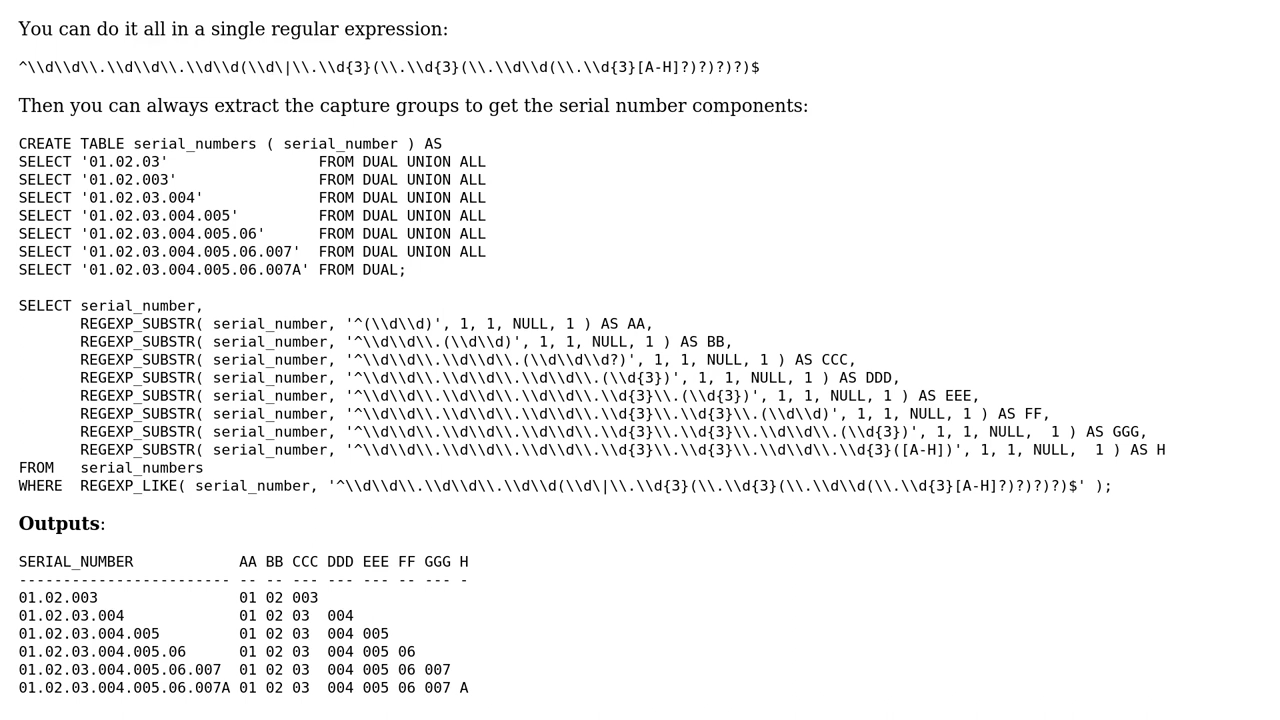 You can do it all in a single regular expression:
^\\d\\d\\.\\d\\d\\.\\d\\d(\\d\|\\.\\d{3}(\\.\\d{3}(\\.\\d\\d(\\.\\d{3}[A-H]?)?)?)?)$
Then you can always extract the capture groups to get the serial number components:
CREATE TABLE serial_numbers ( serial_number ) AS
SELECT '01.02.03'                 FROM DUAL UNION ALL
SELECT '01.02.003'                FROM DUAL UNION ALL
SELECT '01.02.03.004'             FROM DUAL UNION ALL
SELECT '01.02.03.004.005'         FROM DUAL UNION ALL
SELECT '01.02.03.004.005.06'      FROM DUAL UNION ALL
SELECT '01.02.03.004.005.06.007'  FROM DUAL UNION ALL
SELECT '01.02.03.004.005.06.007A' FROM DUAL;
SELECT serial_number,
       REGEXP_SUBSTR( serial_number, '^(\\d\\d)', 1, 1, NULL, 1 ) AS AA,
       REGEXP_SUBSTR( serial_number, '^\\d\\d\\.(\\d\\d)', 1, 1, NULL, 1 ) AS BB,
       REGEXP_SUBSTR( serial_number, '^\\d\\d\\.\\d\\d\\.(\\d\\d\\d?)', 1, 1, NULL, 1 ) AS CCC,
       REGEXP_SUBSTR( serial_number, '^\\d\\d\\.\\d\\d\\.\\d\\d\\.(\\d{3})', 1, 1, NULL, 1 ) AS DDD,
       REGEXP_SUBSTR( serial_number, '^\\d\\d\\.\\d\\d\\.\\d\\d\\.\\d{3}\\.(\\d{3})', 1, 1, NULL, 1 ) AS EEE,
       REGEXP_SUBSTR( serial_number, '^\\d\\d\\.\\d\\d\\.\\d\\d\\.\\d{3}\\.\\d{3}\\.(\\d\\d)', 1, 1, NULL, 1 ) AS FF,
       REGEXP_SUBSTR( serial_number, '^\\d\\d\\.\\d\\d\\.\\d\\d\\.\\d{3}\\.\\d{3}\\.\\d\\d\\.(\\d{3})', 1, 1, NULL,  1 ) AS GGG,
       REGEXP_SUBSTR( serial_number, '^\\d\\d\\.\\d\\d\\.\\d\\d\\.\\d{3}\\.\\d{3}\\.\\d\\d\\.\\d{3}([A-H])', 1, 1, NULL,  1 ) AS H
FROM   serial_numbers
WHERE  REGEXP_LIKE( serial_number, '^\\d\\d\\.\\d\\d\\.\\d\\d(\\d\|\\.\\d{3}(\\.\\d{3}(\\.\\d\\d(\\.\\d{3}[A-H]?)?)?)?)$' );
Outputs:
SERIAL_NUMBER            AA BB CCC DDD EEE FF GGG H
------------------------ -- -- --- --- --- -- --- -
01.02.003                01 02 003
01.02.03.004             01 02 03  004
01.02.03.004.005         01 02 03  004 005
01.02.03.004.005.06      01 02 03  004 005 06
01.02.03.004.005.06.007  01 02 03  004 005 06 007
01.02.03.004.005.06.007A 01 02 03  004 005 06 007 A